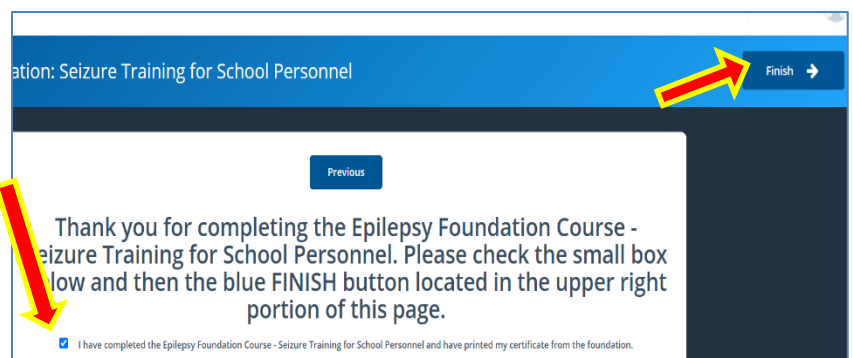 ation: Seizure Training for School Personnel
Finish
Previous
Thank you for completing the Epilepsy Foundation Course -
eizure Training for School Personnel. Please check the small box
low and then the blue FINISH button located in the upper right
portion of this page.
I have completed the Epilepsy Foundation Course - Seizure Training for School Personnel and have printed my certificate from the foundation.